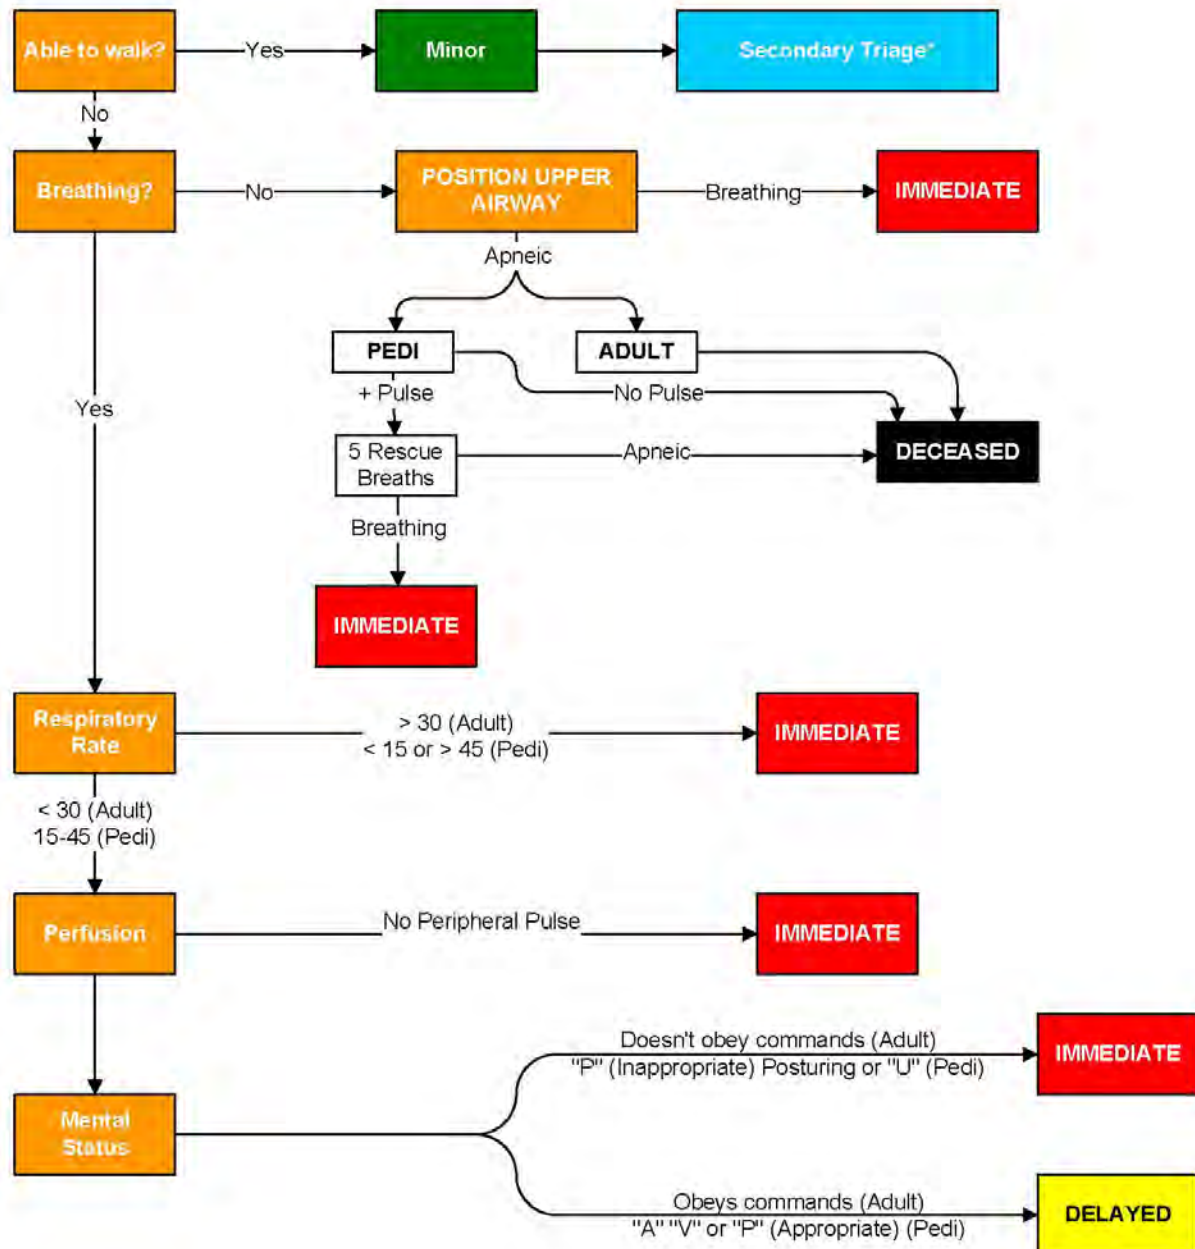 Able to walk?
Yes
Minor
Secondary Triage*
No
Breathing?
No
POSITION UPPER
AIRWAY
Breathing
IMMEDIATE
Apneic
PEDI
ADULT
+ Pulse
No Pulse
Yes
5 Rescue
Breaths
Apneic
DECEASED
Breathing
IMMEDIATE
Respiratory
Rate
> 30 (Adult)
< 15 or > 45 (Pedi)
IMMEDIATE
< 30 (Adult)
15-45 (Pedi)
Perfusion
No Peripheral Pulse
IMMEDIATE
Doesn't obey commands (Adult)
"P" (Inappropriate) Posturing or "U" (Pedi)
IMMEDIATE
Mental
Status
Obeys commands (Adult)
"A" "V" or "P" (Appropriate) (Pedi)
DELAYED